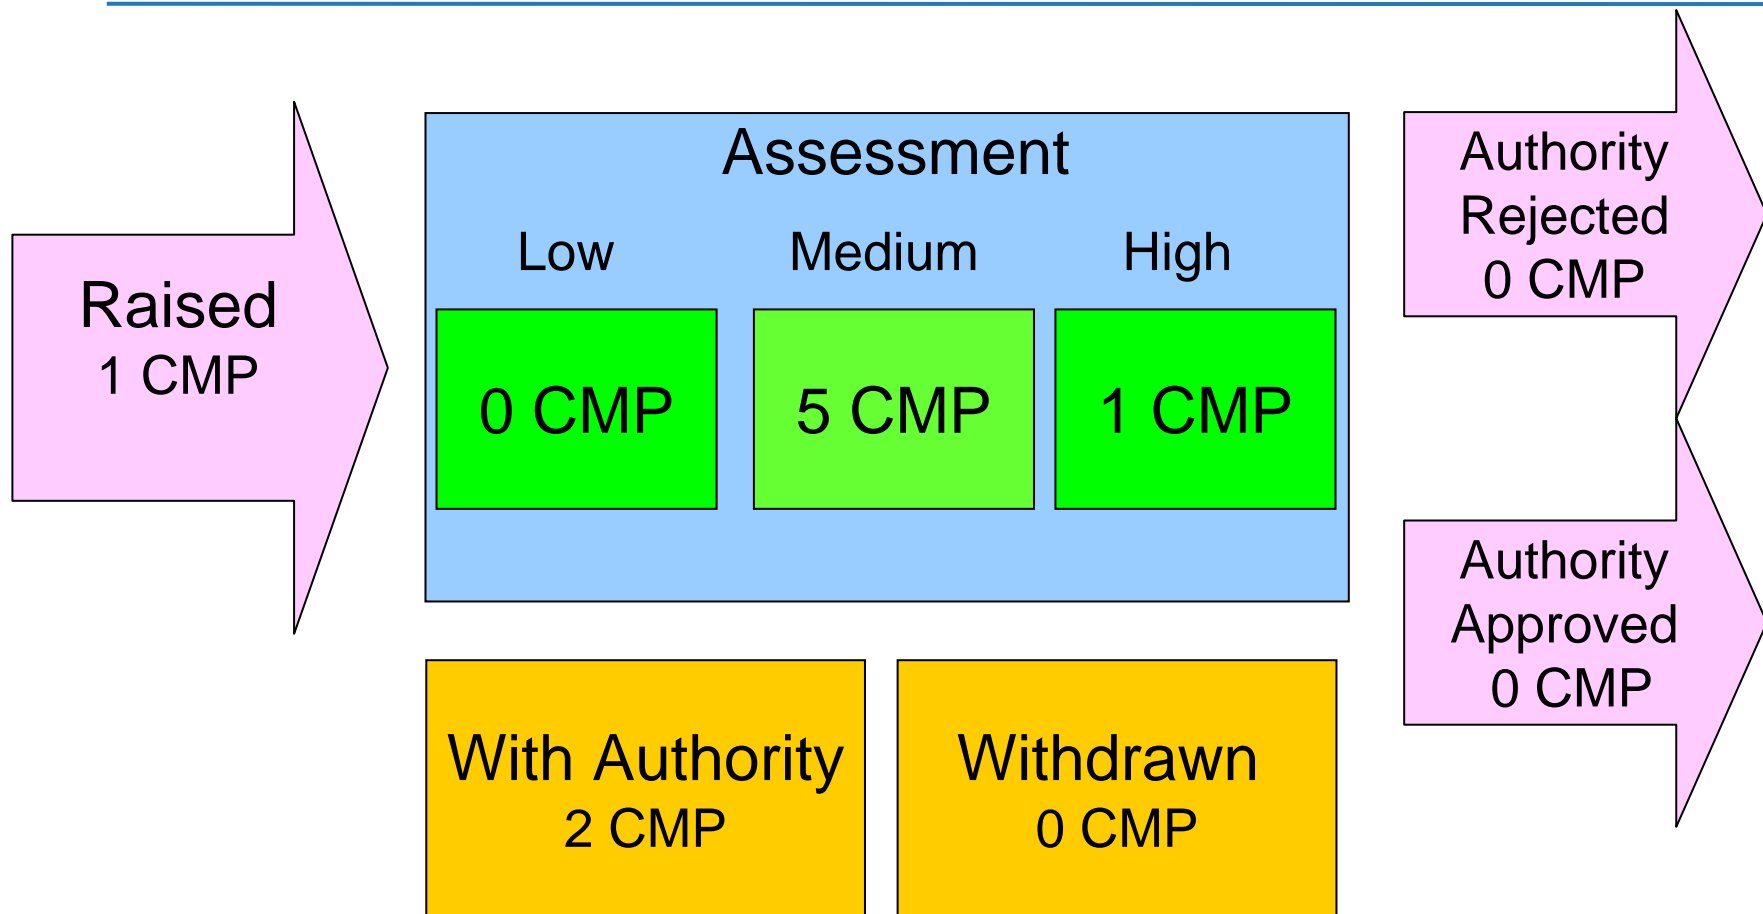 Raised
1 CMP
Assessment
Low
Medium
High
0 CMP
5 CMP
1 CMP
With Authority
2 CMP
Withdrawn
0 CMP
Authority
Rejected
0 CMP
Authority
Approved
0 CMP